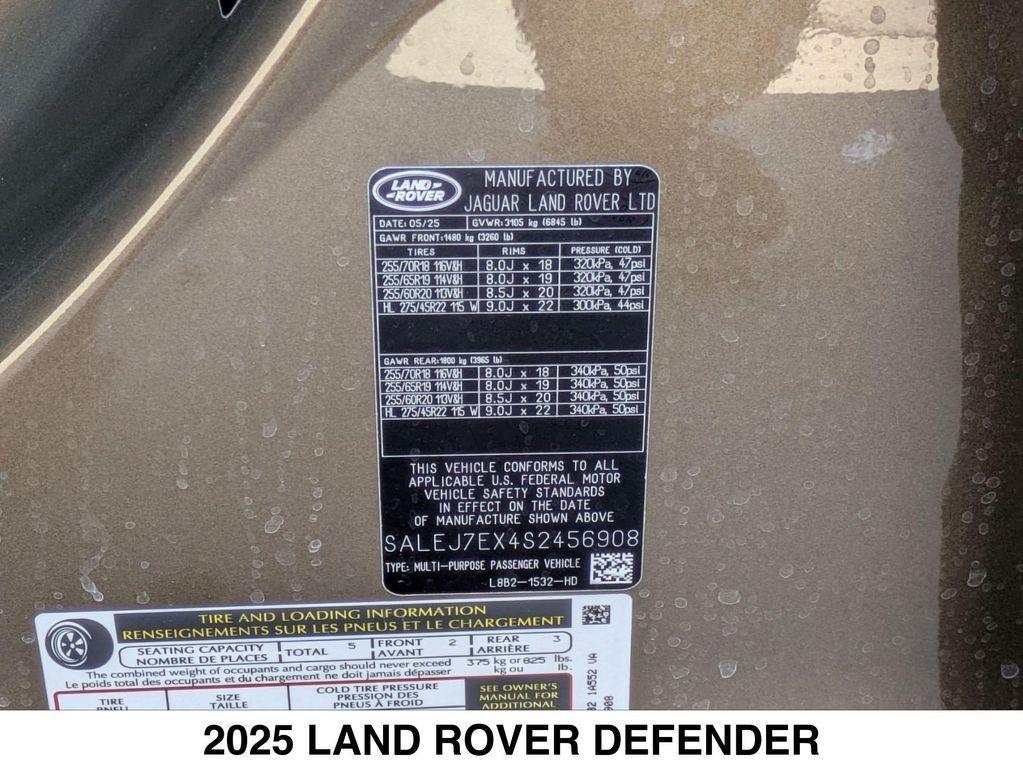 LAND ROVER
MANUFACTURED BY
JAGUAR LAND ROVER LTD
DATE: 05/25 GVWR: 3105 kg (6845 lb)
GAWR FRONT: 1480 kg (3260 lb)
TIRES RIMS PRESSURE (COLD)
255/70R18 116V&H 8.0J x 18 320kPa, 47psi
255/65R19 114V&H 8.0J x 19 320kPa, 47psi
255/60R20 113V&H 8.5J x 20 320kPa, 47psi
HL 275/45R22 115 W 9.0J x 22 300kPa, 44psi
GAWR REAR: 1800 kg (3965 lb)
255/70R18 116V&H 8.0J x 18 340kPa, 50psi
255/65R19 114V&H 8.0J x 19 340kPa, 50psi
255/60R20 113V&H 8.5J x 20 340kPa, 50psi
HL 275/45R22 115 W 9.0J x 22 340kPa, 50psi
THIS VEHICLE CONFORMS TO ALL
APPLICABLE U.S. FEDERAL MOTOR
VEHICLE SAFETY STANDARDS
IN EFFECT ON THE DATE
OF MANUFACTURE SHOWN ABOVE
SALEJ7EX4S2456908
TYPE: MULTI-PURPOSE PASSENGER VEHICLE
L8B2-1532-HD
TIRE AND LOADING INFORMATION
RENSEIGNEMENTS SUR LES PNEUS ET LE CHARGEMENT
SEATING CAPACITY TOTAL 5 FRONT 2 REAR 3
NOMBRE DE PLACES AVANT ARRIÈRE
The combined weight of occupants and cargo should never exceed 375 kg or 825 lbs.
Le poids total des occupants et du chargement ne doit jamais dépasser kg ou lb.
TIRE SIZE COLD TIRE PRESSURE SEE OWNER'S
PNEU TAILLE PRESSION DES MANUAL FOR
PNEUS À FROID ADDITIONAL
1A552 VA
908
2025 LAND ROVER DEFENDER